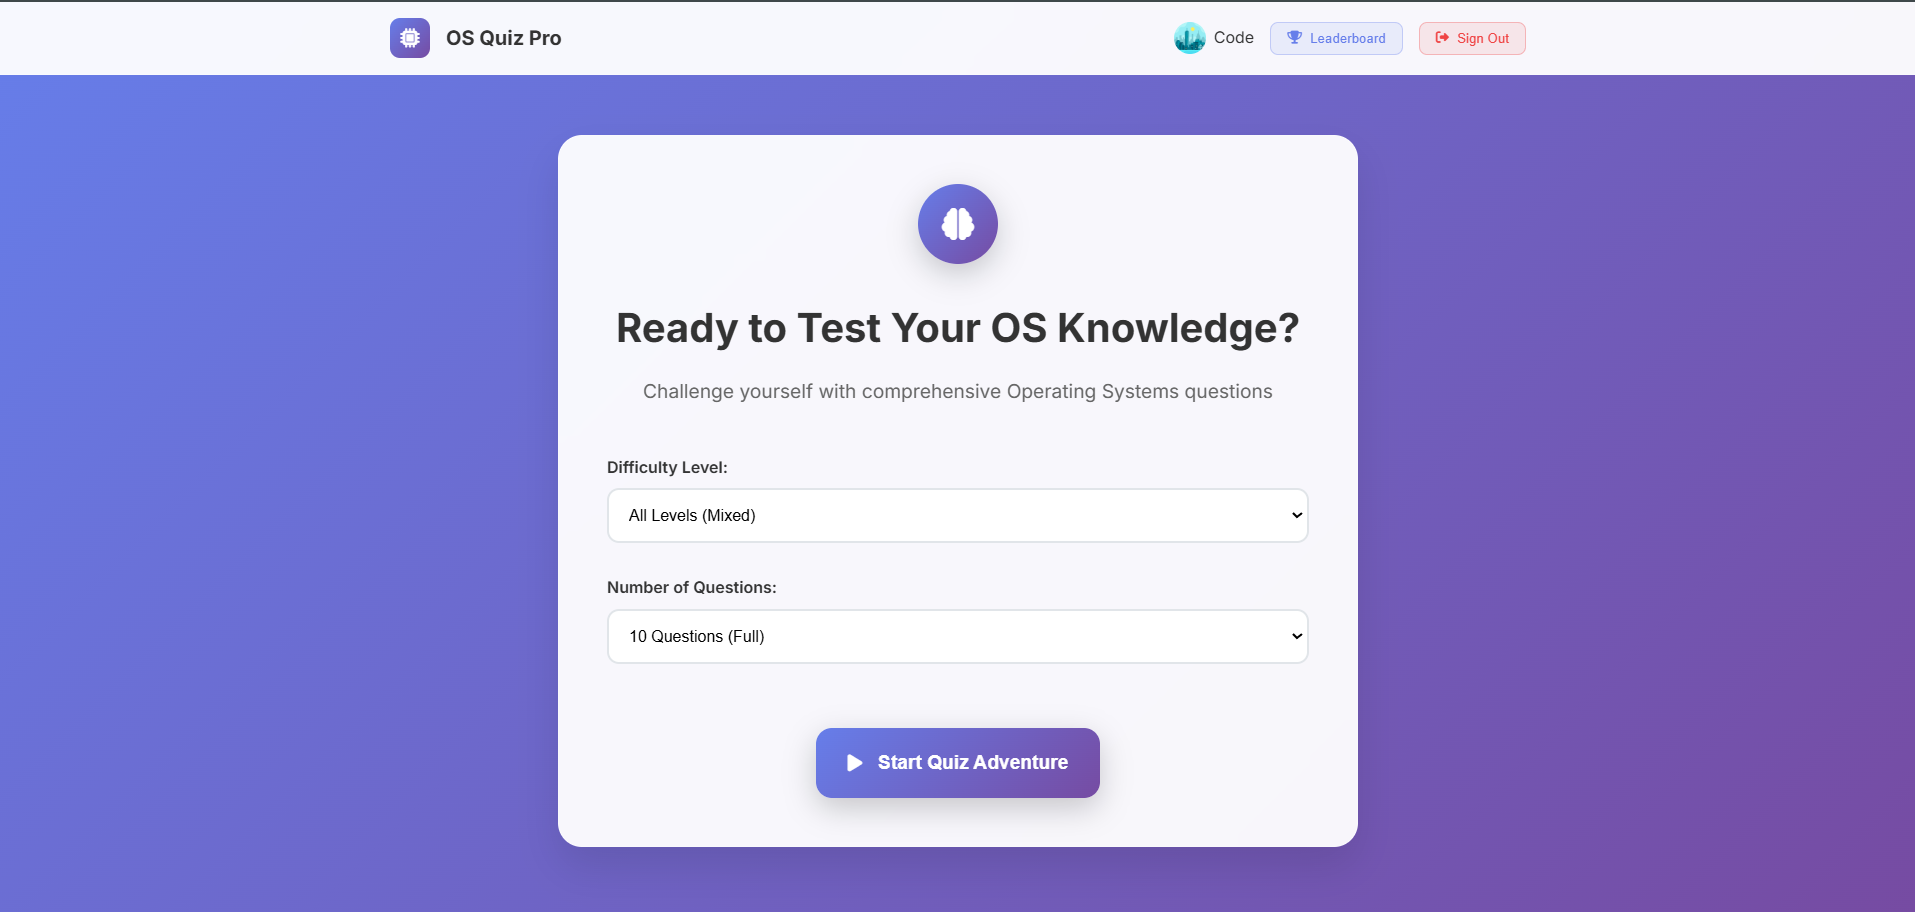 OS Quiz Pro
Code
Leaderboard
Sign Out
Ready to Test Your OS Knowledge?
Challenge yourself with comprehensive Operating Systems questions
Difficulty Level:
All Levels (Mixed)
Number of Questions:
10 Questions (Full)
Start Quiz Adventure